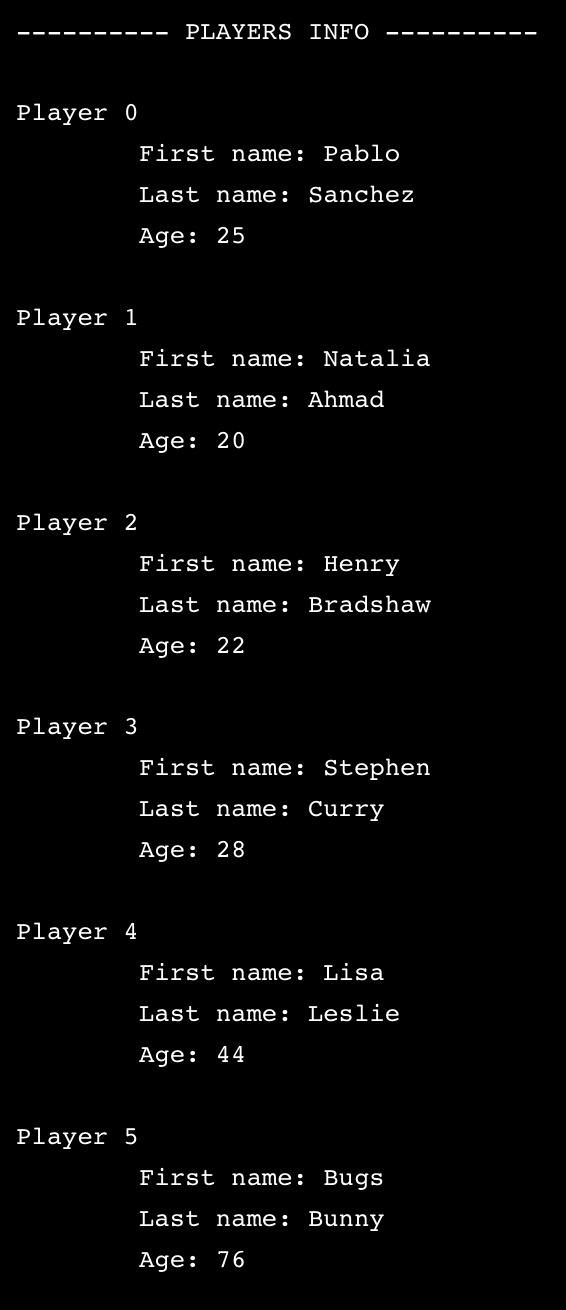 ---------- PLAYERS INFO ----------
Player 0
First name: Pablo
Last name: Sanchez
Age: 25
Player 1
First name: Natalia
Last name: Ahmad
Age: 20
Player 2
First name: Henry
Last name: Bradshaw
Age: 22
Player 3
First name: Stephen
Last name: Curry
Age: 28
Player 4
First name: Lisa
Last name: Leslie
Age: 44
Player 5
First name: Bugs
Last name: Bunny
Age: 76